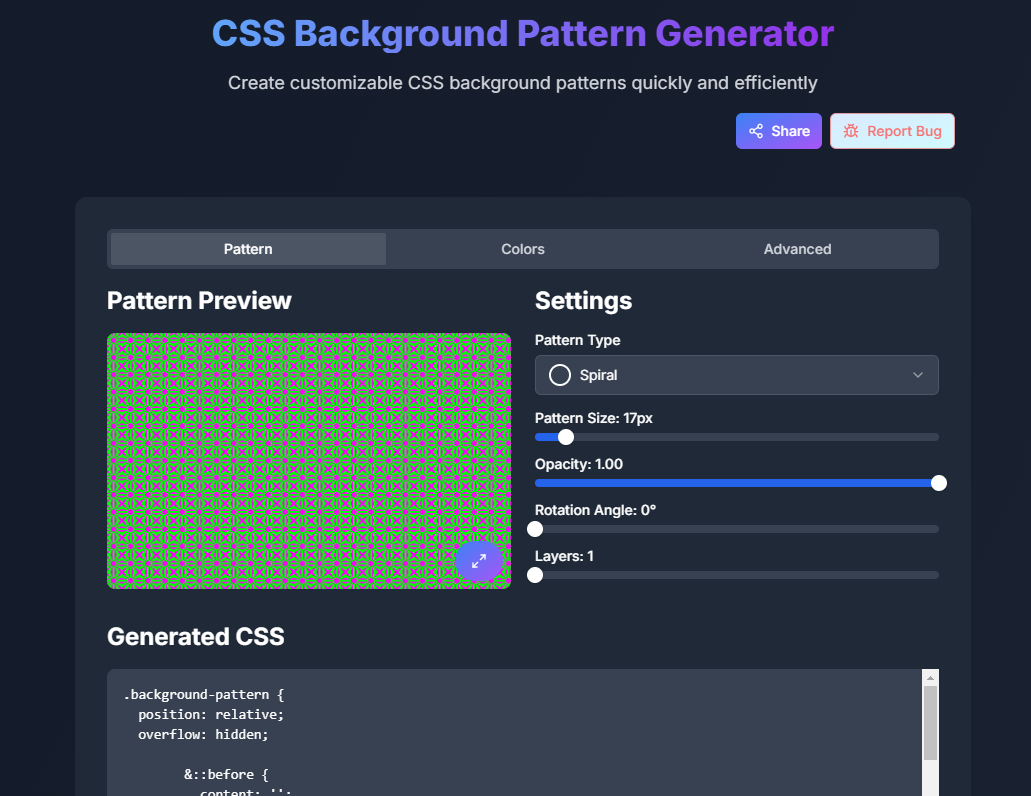 CSS Background Pattern Generator
Create customizable CSS background patterns quickly and efficiently
Share
Report Bug
Pattern
Colors
Advanced
Pattern Preview
Settings
Pattern Type
Spiral
Pattern Size: 17px
Opacity: 1.00
Rotation Angle: 0°
Layers: 1
Generated CSS
.background-pattern {
position: relative;
overflow: hidden;
&::before {
content: '';